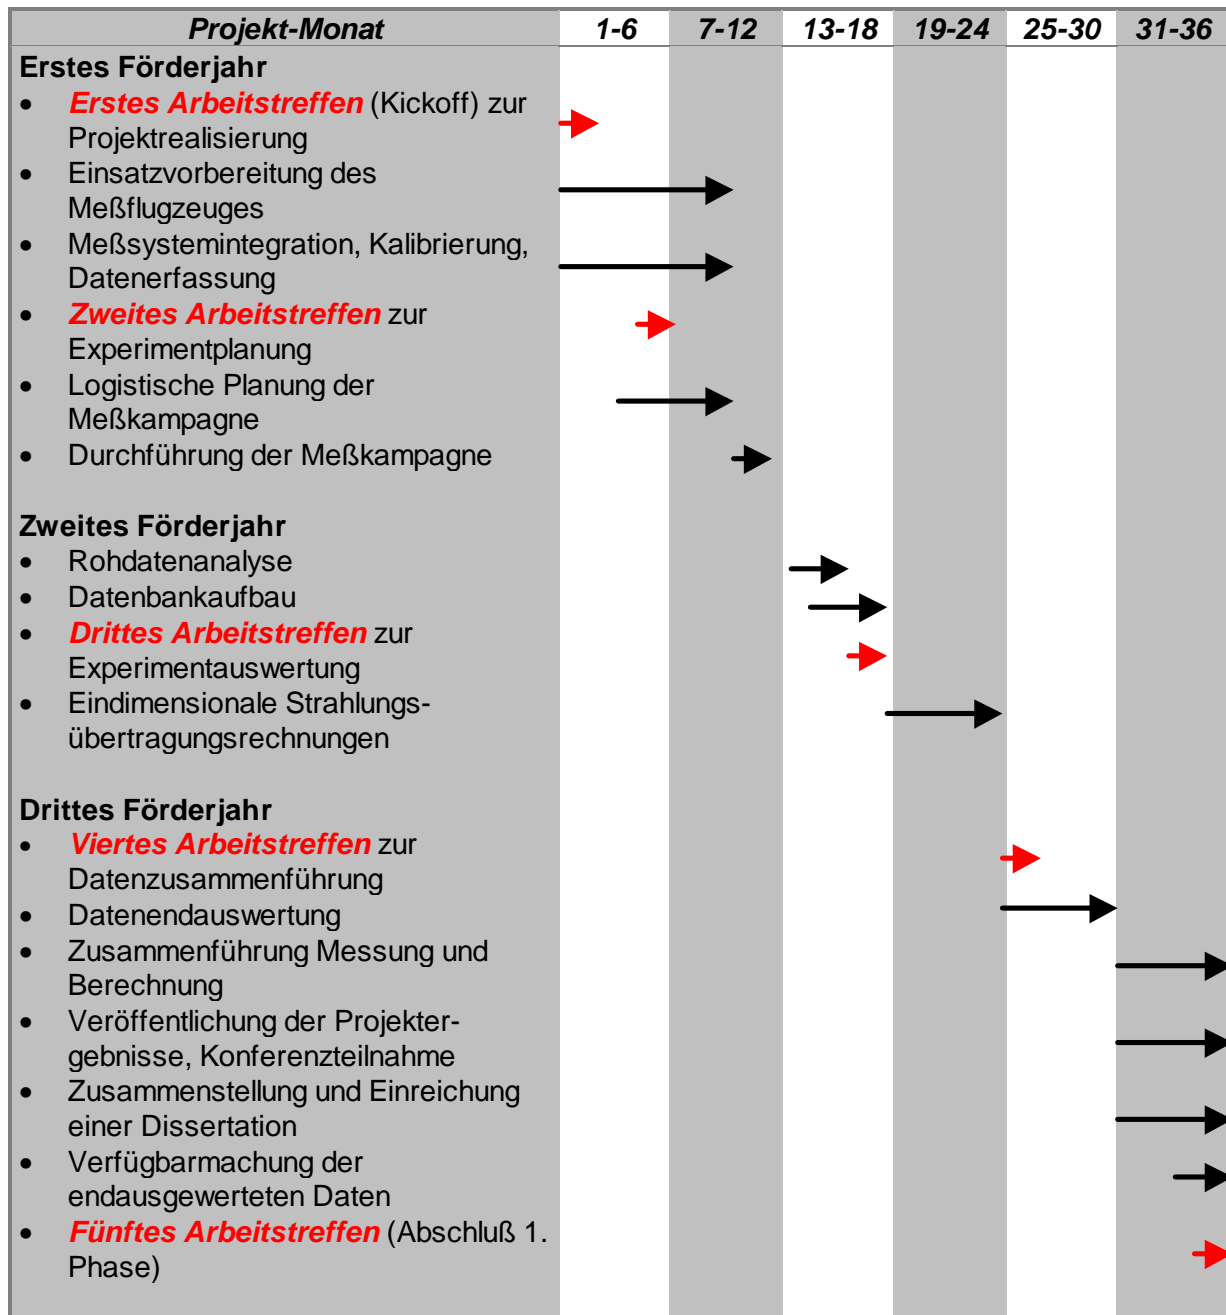 Projekt-Monat 1-6 7-12 13-18 19-24 25-30 31-36
Erstes Förderjahr
• Erstes Arbeitstreffen (Kickoff) zur
Projektrealisierung
• Einsatzvorbereitung des
Meßflugzeuges
• Meßsystemintegration, Kalibrierung,
Datenerfassung
• Zweites Arbeitstreffen zur
Experimentplanung
• Logistische Planung der
Meßkampagne
• Durchführung der Meßkampagne
Zweites Förderjahr
• Rohdatenanalyse
• Datenbankaufbau
• Drittes Arbeitstreffen zur
Experimentauswertung
• Eindimensionale Strahlungs-
übertragungsrechnungen
Drittes Förderjahr
• Viertes Arbeitstreffen zur
Datenzusammenführung
• Datenendauswertung
• Zusammenführung Messung und
Berechnung
• Veröffentlichung der Projekter-
gebnisse, Konferenzteilnahme
• Zusammenstellung und Einreichung
einer Dissertation
• Verfügbarmachung der
endausgewerteten Daten
• Fünftes Arbeitstreffen (Abschluß 1.
Phase)